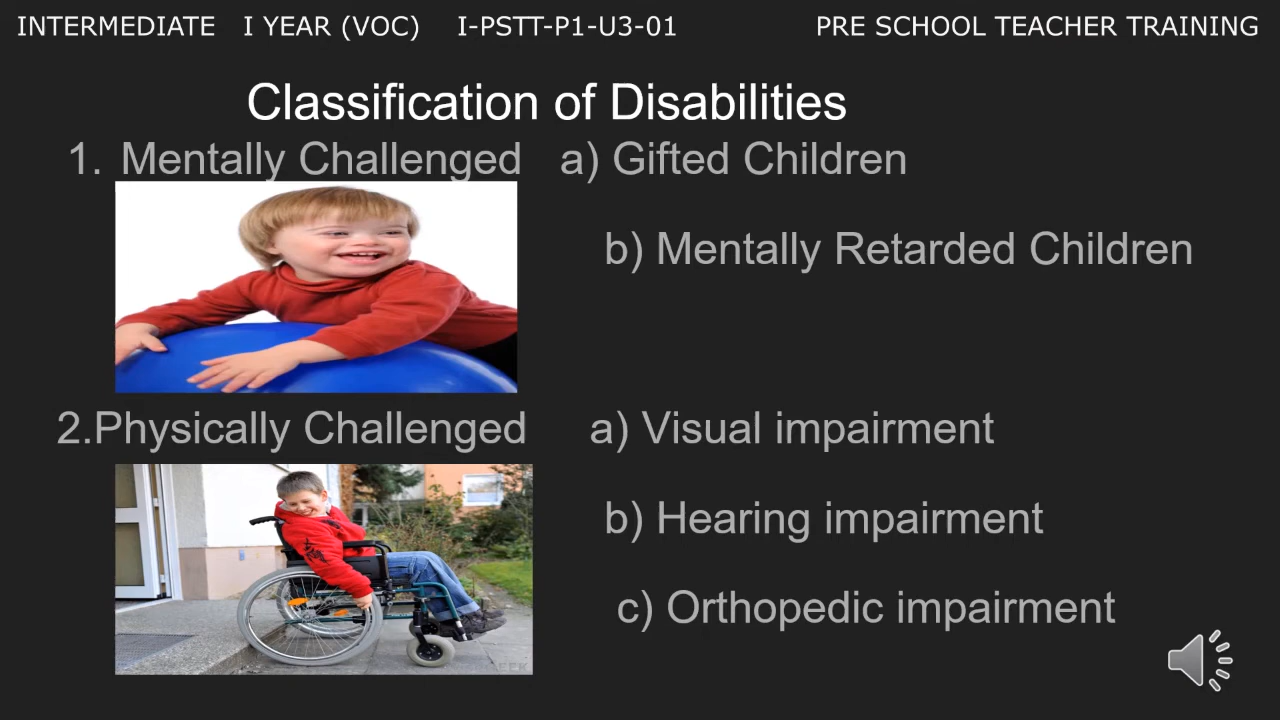 INTERMEDIATE I YEAR (VOC) I-PSTT-P1-U3-01 PRE SCHOOL TEACHER TRAINING
Classification of Disabilities
1. Mentally Challenged a) Gifted Children
b) Mentally Retarded Children
2.Physically Challenged a) Visual impairment
b) Hearing impairment
c) Orthopedic impairment